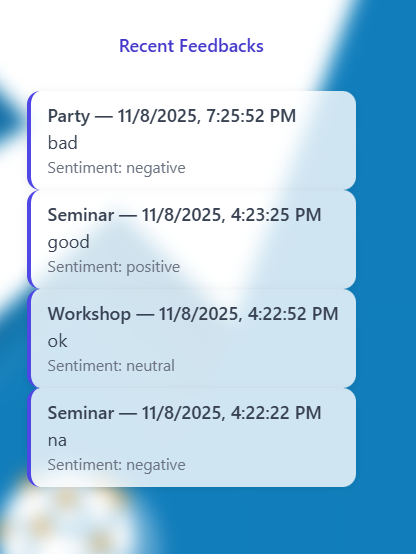 Recent Feedbacks
Party — 11/8/2025, 7:25:52 PM
bad
Sentiment: negative
Seminar — 11/8/2025, 4:23:25 PM
good
Sentiment: positive
Workshop — 11/8/2025, 4:22:52 PM
ok
Sentiment: neutral
Seminar — 11/8/2025, 4:22:22 PM
na
Sentiment: negative